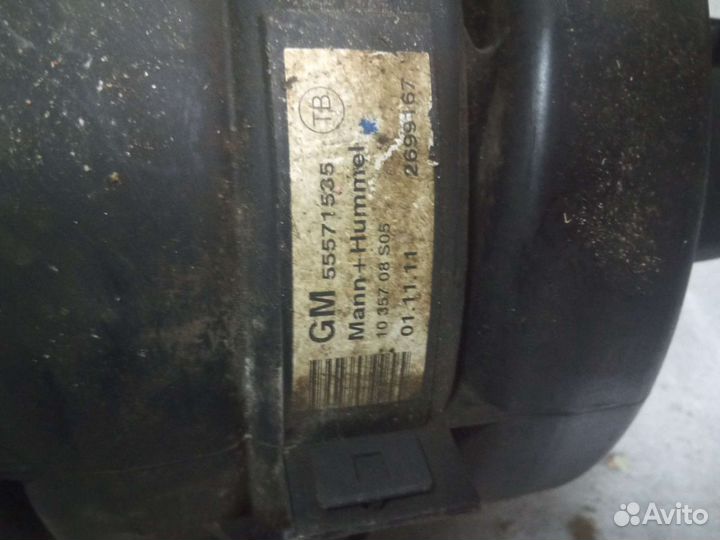 TB
GM 55571535
Mann+Hummel
10 357 08 S05
01.11.11 2699167
Avito